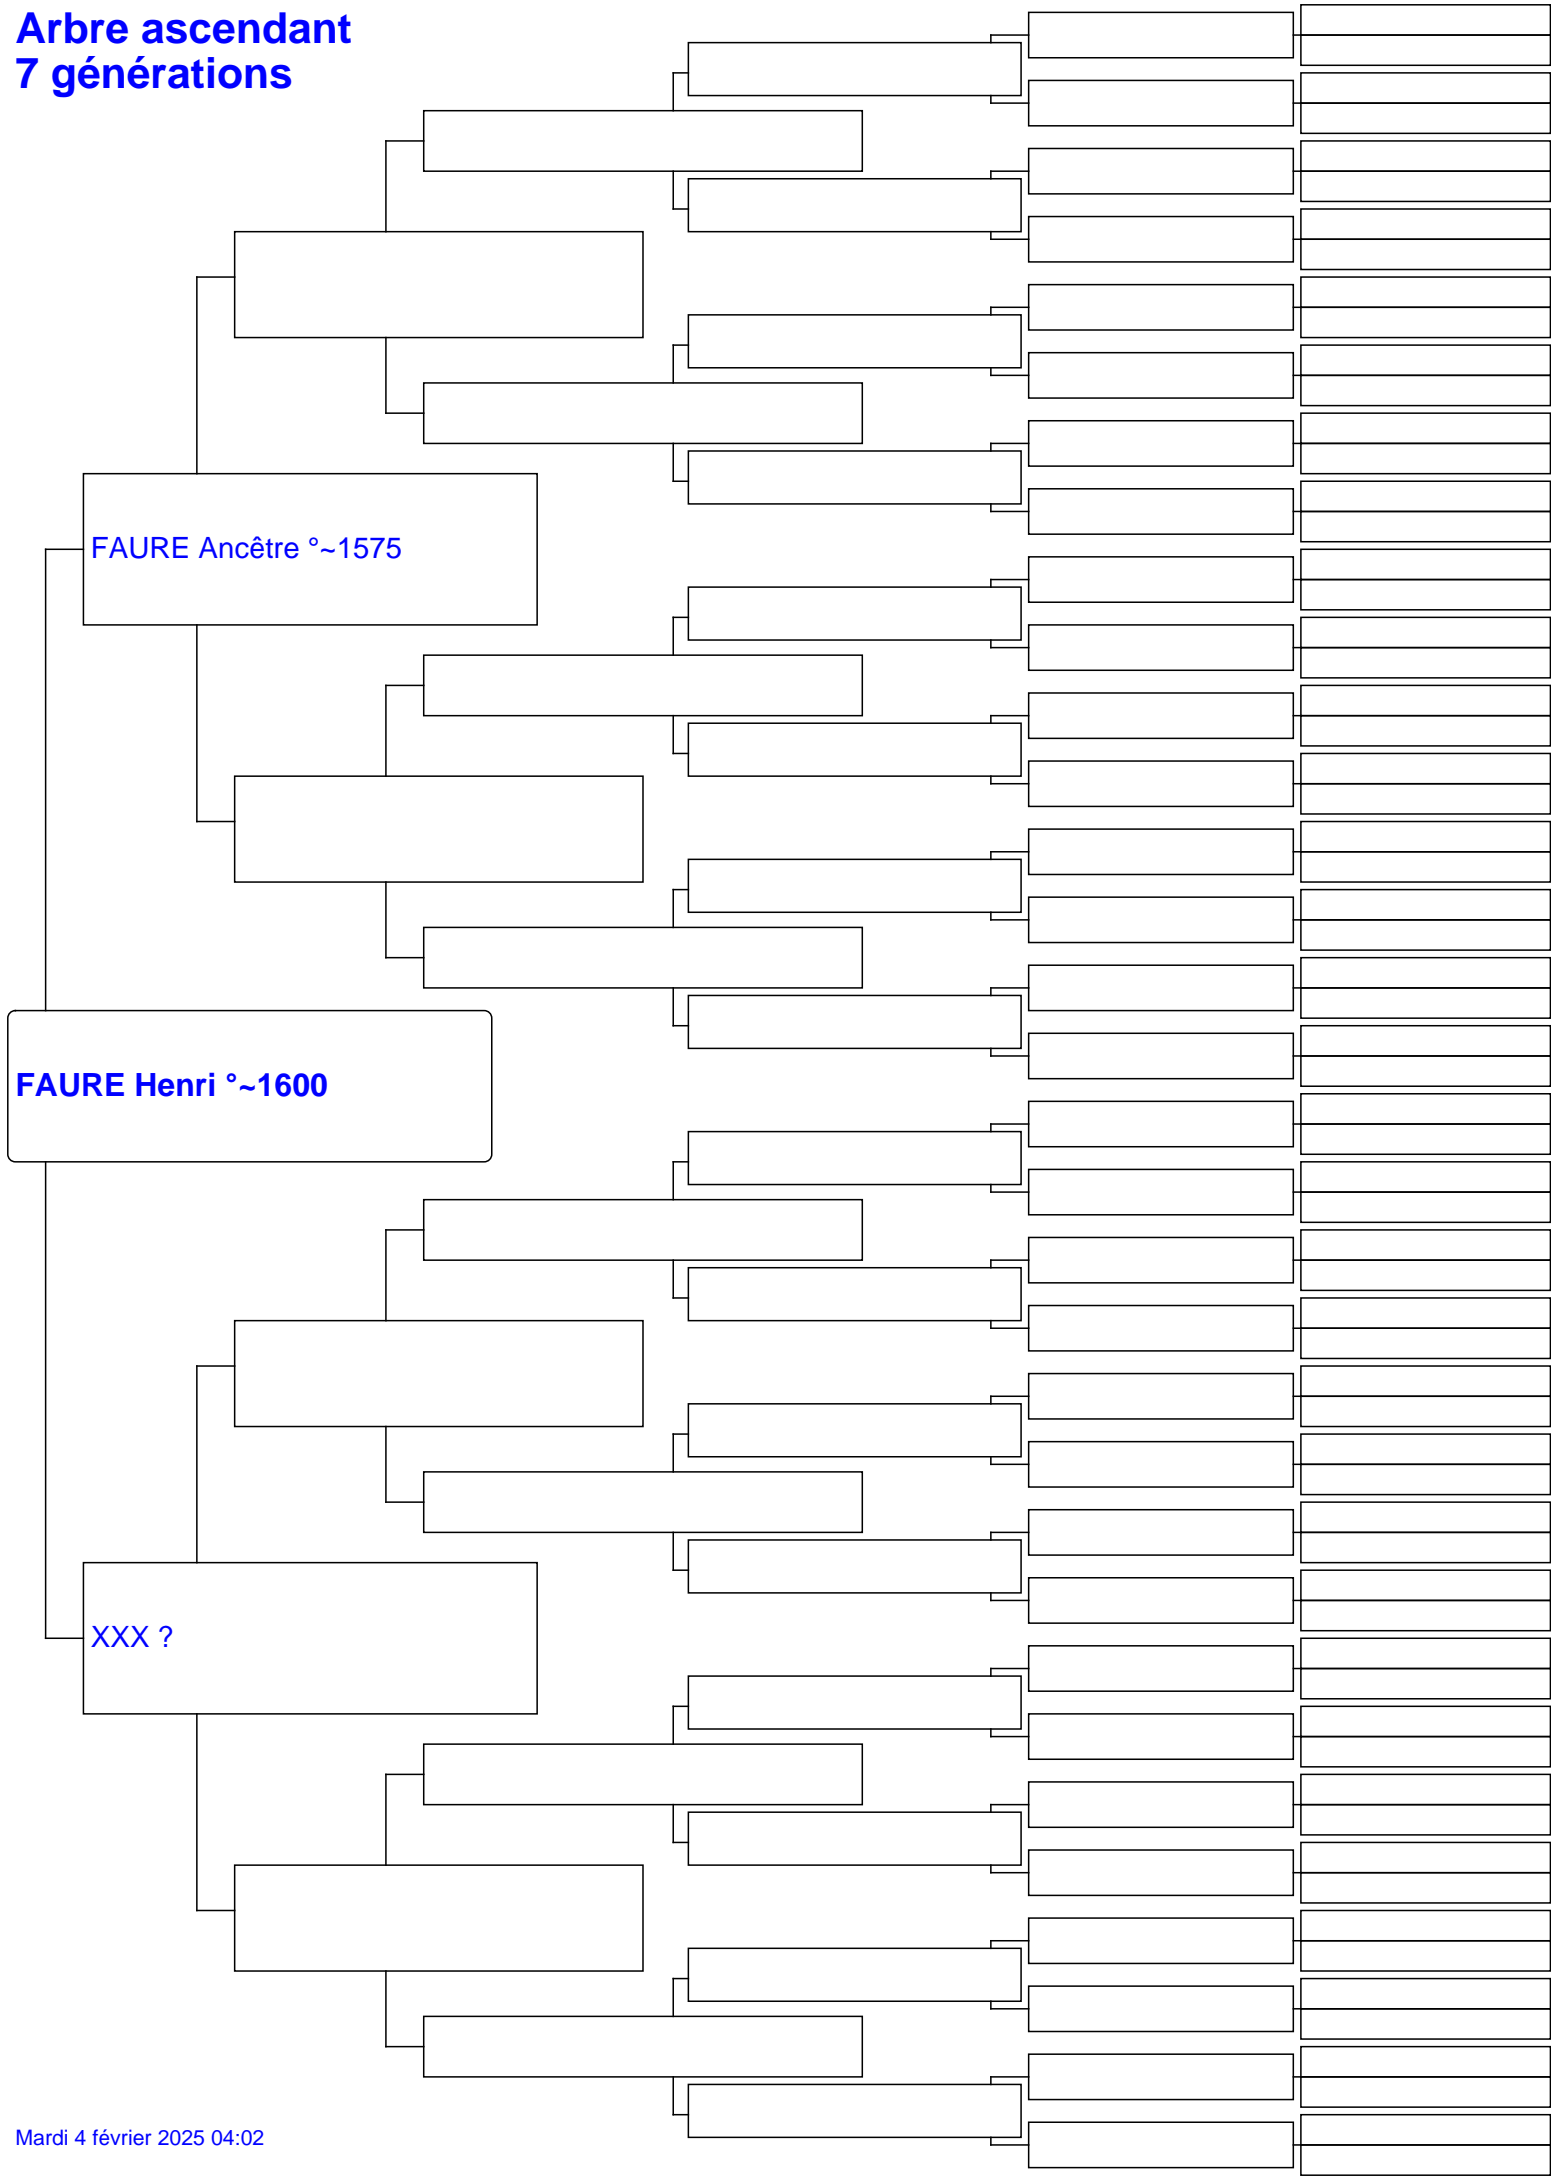 Arbre ascendant
7 générations
FAURE Ancêtre °~1575
FAURE Henri °~1600
XXX ?
Mardi 4 février 2025 04:02